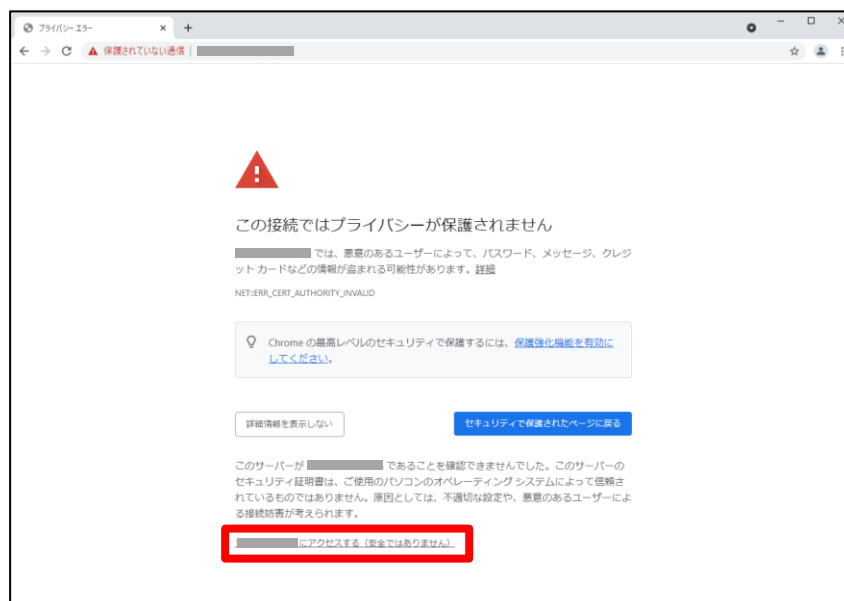 プライバシー エラー
保護されていない通信
この接続ではプライバシーが保護されません
では、悪意のあるユーザーによって、パスワード、メッセージ、クレジ
ット カードなどの情報が盗まれる可能性があります。詳細
NET::ERR_CERT_AUTHORITY_INVALID
Chrome の最高レベルのセキュリティで保護するには、保護強化機能を有効に
してください。
詳細情報を表示しない
セキュリティで保護されたページに戻る
このサーバーが であることを確認できませんでした。このサーバーの
セキュリティ証明書は、ご使用のパソコンのオペレーティング システムによって信頼さ
れているものではありません。原因としては、不適切な設定や、悪意のあるユーザーによ
る接続妨害が考えられます。
にアクセスする（安全ではありません）